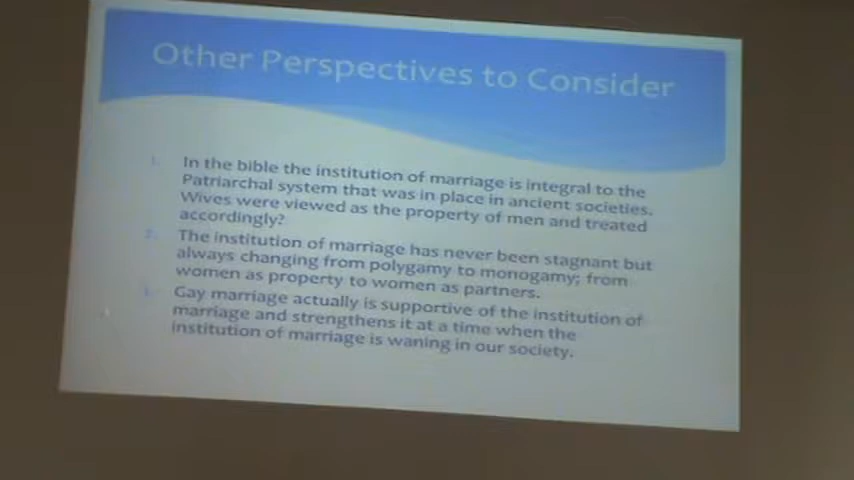 Other Perspectives to Consider
1. In the bible the institution of marriage is integral to the
Patriarchal system that was in place in ancient societies.
Wives were viewed as the property of men and treated
accordingly?
2. The institution of marriage has never been stagnant but
always changing from polygamy to monogamy; from
women as property to women as partners.
3. Gay marriage actually is supportive of the institution of
marriage and strengthens it at a time when the
institution of marriage is waning in our society.